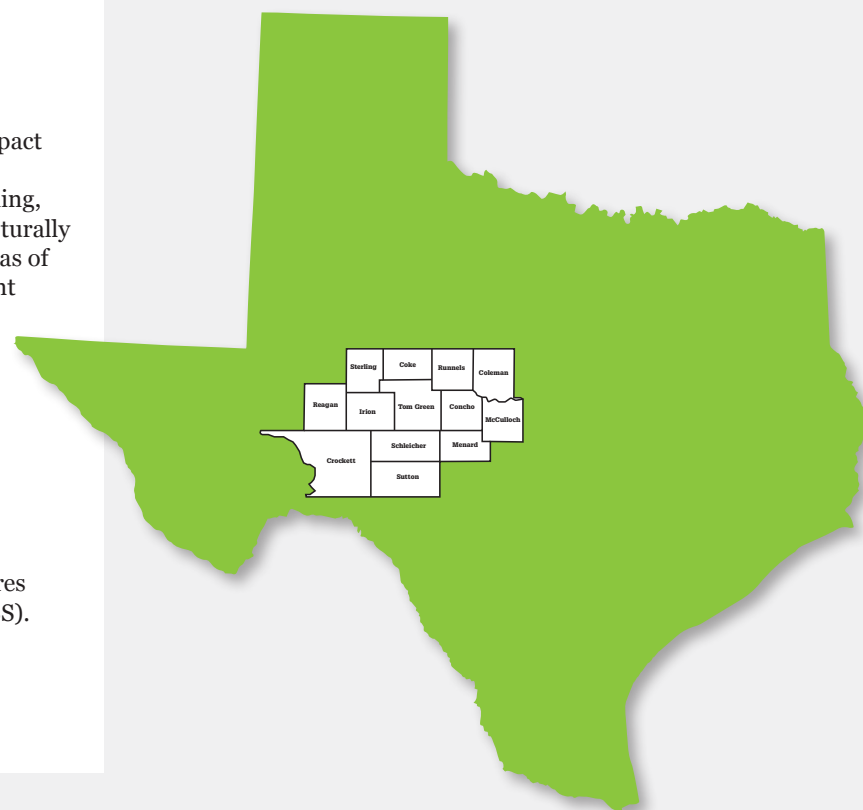 pact
ing,
turally
as of
nt
res
S).
Sterling
Coke
Runnels
Coleman
Reagan
Irion
Tom Green
Concho
McCulloch
Crockett
Schleicher
Menard
Sutton